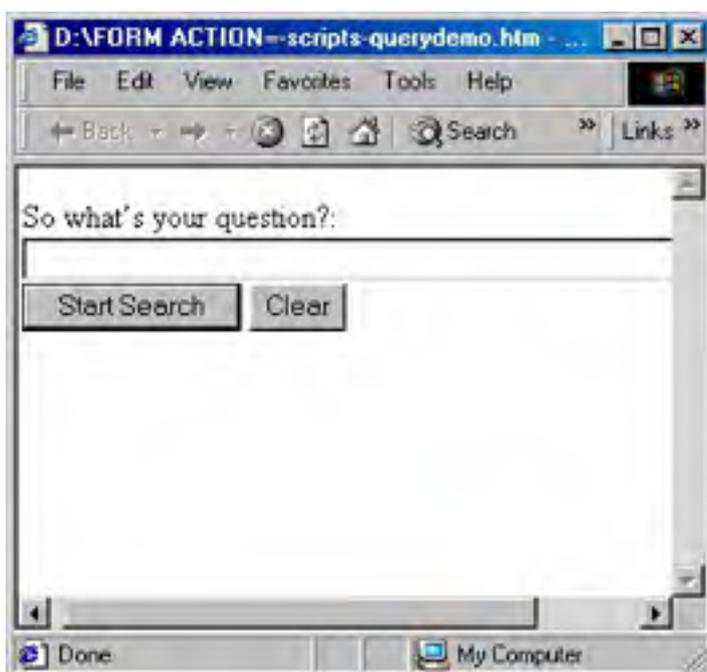 D:\FORM ACTION=-scripts-querydemo.htm - ...
File Edit View Favorites Tools Help
Back Search » Links »
So what's your question?:
Start Search Clear
Done My Computer